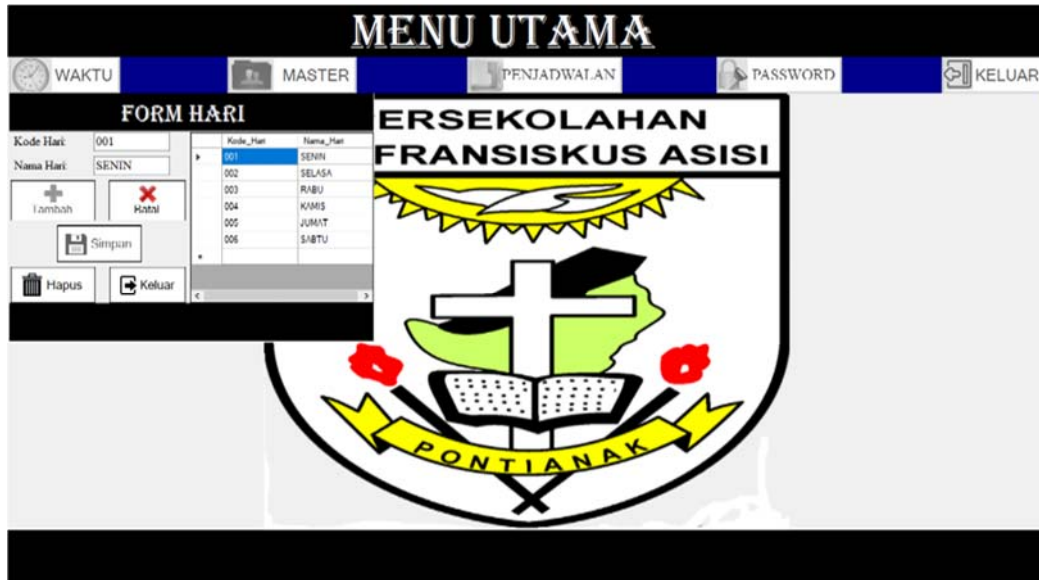 MENU UTAMA
WAKTU MASTER PENJADWALAN PASSWORD KELUAR
FORM HARI
Kode Hari: 001
Nama Hari: SENIN
Tambah Batal
Simpan
Hapus Keluar
Kode_Hari Nama_Hari
001 SENIN
002 SELASA
003 RABU
004 KAMIS
005 JUMAT
006 SABTU
ERSEKOLAHAN
FRANSISKUS ASISI
PONTIANAK